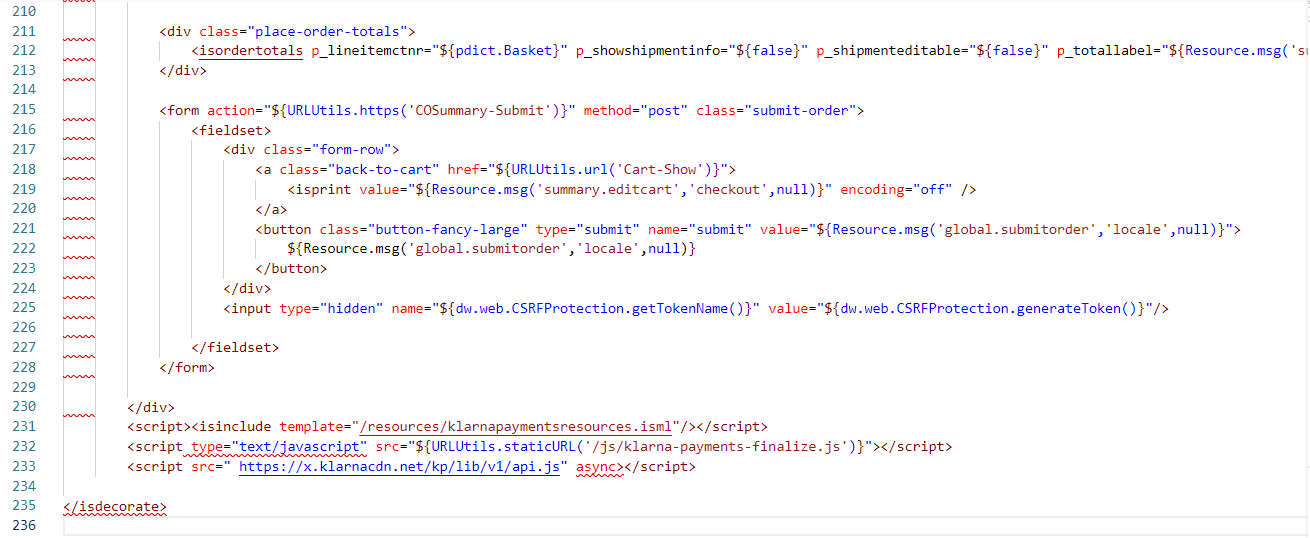 210
211 <div class="place-order-totals">
212 <isordertotals p_lineitemctnr="${pdict.Basket}" p_showshipmentinfo="${false}" p_shipmenteditable="${false}" p_totallabel="${Resource.msg('su
213 </div>
214
215 <form action="${URLUtils.https('COSummary-Submit')}" method="post" class="submit-order">
216 <fieldset>
217 <div class="form-row">
218 <a class="back-to-cart" href="${URLUtils.url('Cart-Show')}">
219 <isprint value="${Resource.msg('summary.editcart','checkout',null)}" encoding="off" />
220 </a>
221 <button class="button-fancy-large" type="submit" name="submit" value="${Resource.msg('global.submitorder','locale',null)}">
222 ${Resource.msg('global.submitorder','locale',null)}
223 </button>
224 </div>
225 <input type="hidden" name="${dw.web.CSRFProtection.getTokenName()}" value="${dw.web.CSRFProtection.generateToken()}"/>
226
227 </fieldset>
228 </form>
229
230 </div>
231 <script><isinclude template="/resources/klarnapaymentsresources.isml"/></script>
232 <script type="text/javascript" src="${URLUtils.staticURL('/js/klarna-payments-finalize.js')}"></script>
233 <script src=" https://x.klarnacdn.net/kp/lib/v1/api.js" async></script>
234
235 </isdecorate>
236